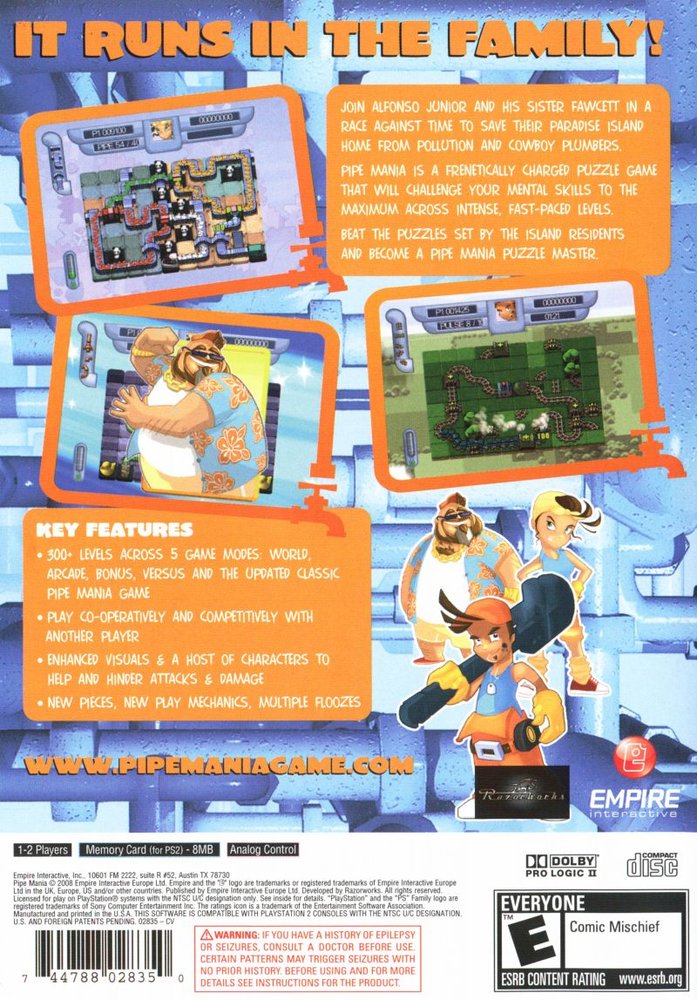 IT RUNS IN THE FAMILY!
P1 009100
00000000
PIPE 54 / 40
JOIN ALFONSO JUNIOR AND HIS SISTER FAWCETT IN A
RACE AGAINST TIME TO SAVE THEIR PARADISE ISLAND
HOME FROM POLLUTION AND COWBOY PLUMBERS.
PIPE MANIA IS A FRENETICALLY CHARGED PUZZLE GAME
THAT WILL CHALLENGE YOUR MENTAL SKILLS TO THE
MAXIMUM ACROSS INTENSE, FAST-PACED LEVELS.
BEAT THE PUZZLES SET BY THE ISLAND RESIDENTS
AND BECOME A PIPE MANIA PUZZLE MASTER.
P1 001425
00000000
PULSE 8 /
0121
00000000
100
KEY FEATURES
• 300+ LEVELS ACROSS 5 GAME MODES: WORLD,
ARCADE, BONUS, VERSUS AND THE UPDATED CLASSIC
PIPE MANIA GAME
• PLAY CO-OPERATIVELY AND COMPETITIVELY WITH
ANOTHER PLAYER
• ENHANCED VISUALS & A HOST OF CHARACTERS TO
HELP AND HINDER ATTACKS & DAMAGE
• NEW PIECES, NEW PLAY MECHANICS, MULTIPLE FLOOZES
WWW.PIPEMANIAGAME.COM
Razorworks
EMPIRE
interactive
1-2 Players
Memory Card (for PS2) - 8MB
Analog Control
DOLBY
PRO LOGIC II
COMPACT
disc
Empire Interactive, Inc., 10601 FM 2222, suite R #52, Austin TX 78730
Pipe Mania © 2008 Empire Interactive Europe Ltd. Empire and the "E" logo are trademarks or registered trademarks of Empire Interactive Europe
Ltd in the UK, Europe, US and/or other countries. Published by Empire Interactive Europe Ltd. Developed by Razorworks. All rights reserved.
Licensed for play on PlayStation® systems with the NTSC U/C designation only. See inside for details. "PlayStation" and the "PS" Family logo are
registered trademarks of Sony Computer Entertainment Inc. The ratings icon is a trademark of the Entertainment Software Association.
Manufactured and printed in the U.S.A. THIS SOFTWARE IS COMPATIBLE WITH PLAYSTATION 2 CONSOLES WITH THE NTSC U/C DESIGNATION.
U.S. AND FOREIGN PATENTS PENDING. 02835 – CV
7 44788 02835 0
WARNING: IF YOU HAVE A HISTORY OF EPILEPSY
OR SEIZURES, CONSULT A DOCTOR BEFORE USE.
CERTAIN PATTERNS MAY TRIGGER SEIZURES WITH
NO PRIOR HISTORY. BEFORE USING AND FOR MORE
DETAILS SEE INSTRUCTIONS FOR THE PRODUCT.
EVERYONE
E
TM
Comic Mischief
ESRB CONTENT RATING www.esrb.org